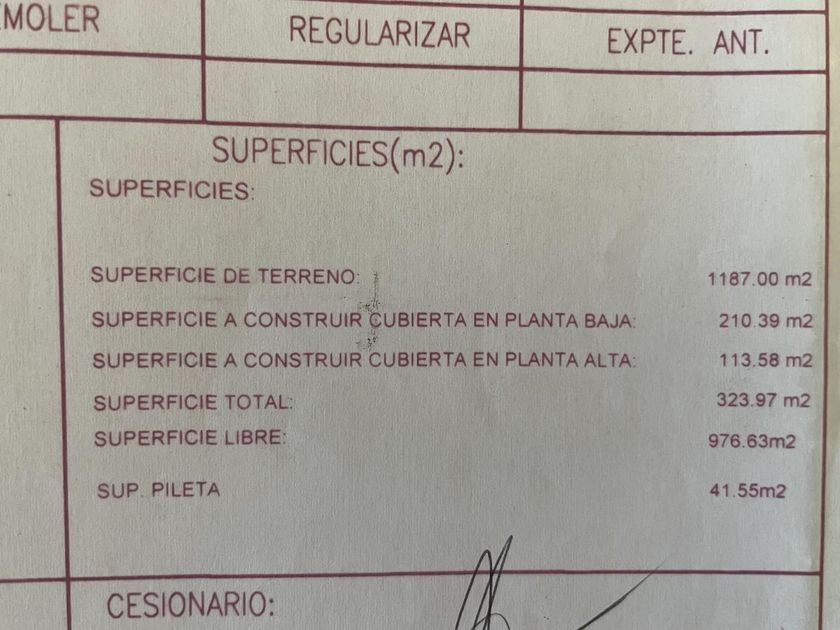 EMOLER
REGULARIZAR
EXPTE. ANT.
SUPERFICIES(m2):
SUPERFICIES:
SUPERFICIE DE TERRENO: 1187.00 m2
SUPERFICIE A CONSTRUIR CUBIERTA EN PLANTA BAJA: 210.39 m2
SUPERFICIE A CONSTRUIR CUBIERTA EN PLANTA ALTA: 113.58 m2
SUPERFICIE TOTAL: 323.97 m2
SUPERFICIE LIBRE: 976.63m2
SUP. PILETA 41.55m2
CESIONARIO: